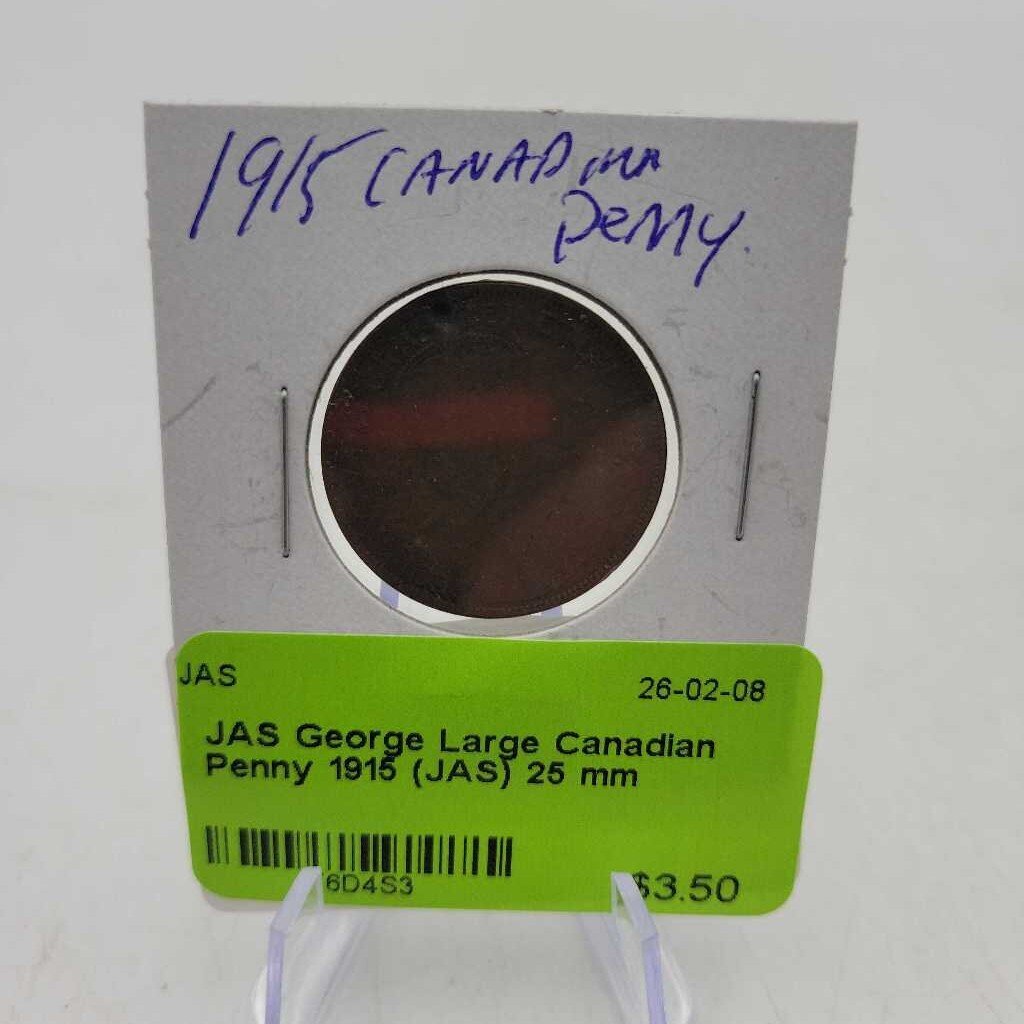 1915 CANADIAN
PENNY.
JAS
26-02-08
JAS George Large Canadian
Penny 1915 (JAS) 25 mm
6D4S3
$3.50